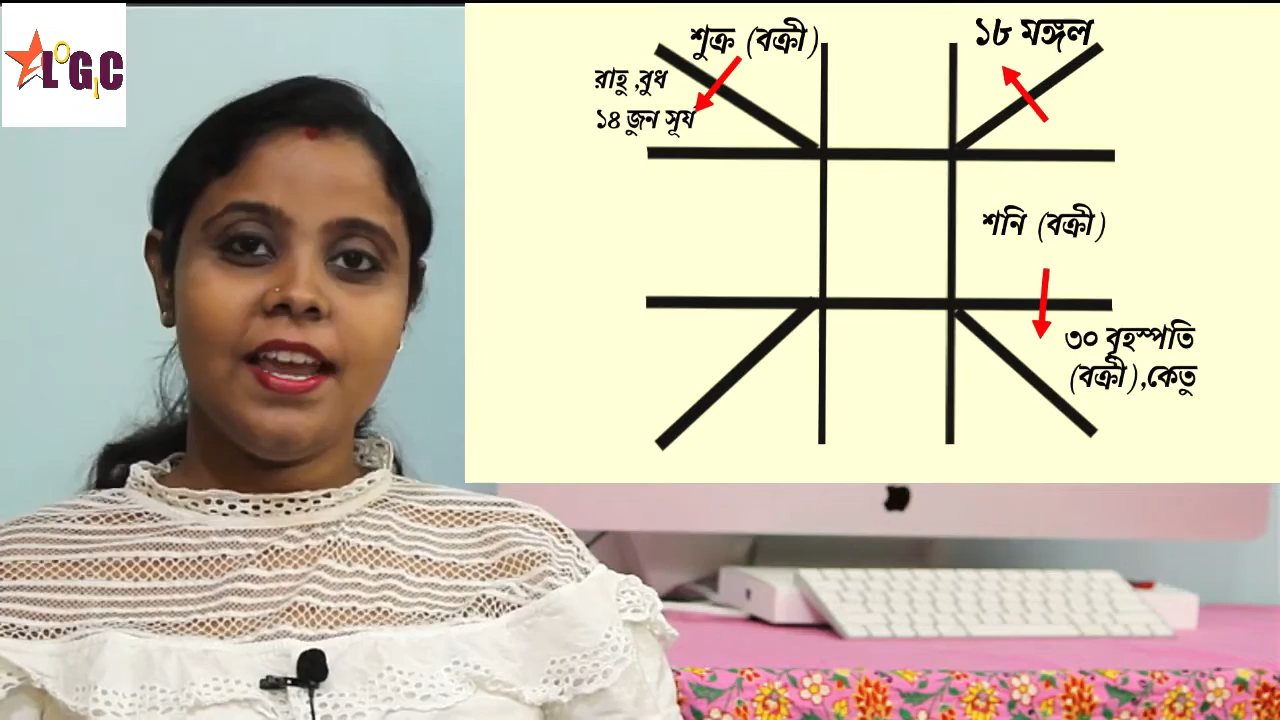 LOGIC
শুক্র (বক্রী)
রাহু ,বুধ
১৪ জুন সূর্য
১৮ মঙ্গল
শনি (বক্রী)
৩০ বৃহস্পতি
(বক্রী),কেতু